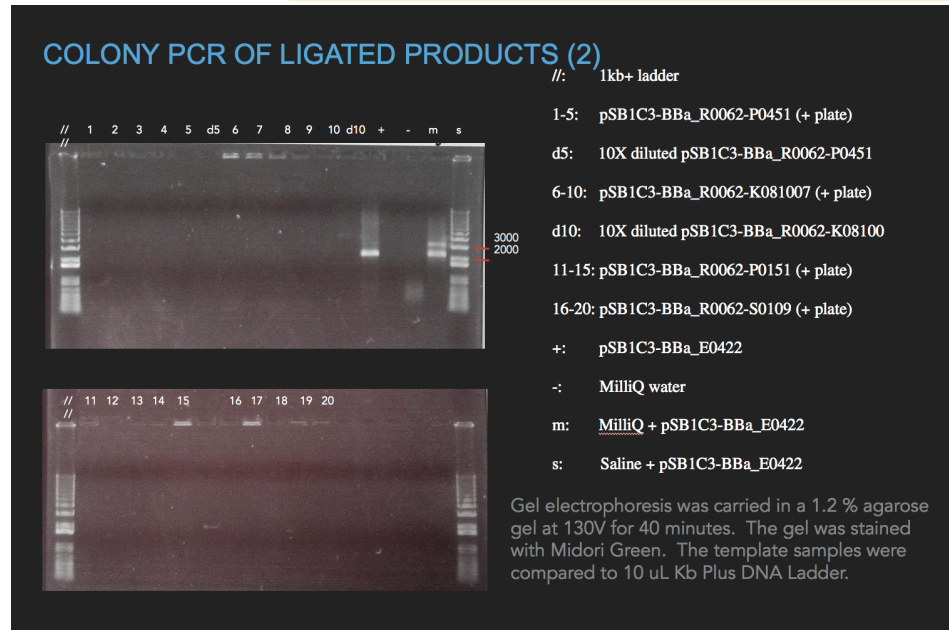 COLONY PCR OF LIGATED PRODUCTS (2)
//: 1kb+ ladder
1-5: pSB1C3-BBa_R0062-P0451 (+ plate)
d5: 10X diluted pSB1C3-BBa_R0062-P0451
6-10: pSB1C3-BBa_R0062-K081007 (+ plate)
d10: 10X diluted pSB1C3-BBa_R0062-K08100
11-15: pSB1C3-BBa_R0062-P0151 (+ plate)
16-20: pSB1C3-BBa_R0062-S0109 (+ plate)
+: pSB1C3-BBa_E0422
-: MilliQ water
m: MilliQ + pSB1C3-BBa_E0422
s: Saline + pSB1C3-BBa_E0422
// 1 2 3 4 5 d5 6 7 8 9 10 d10 + - m s
//
3000
2000
// 11 12 13 14 15 16 17 18 19 20
//
Gel electrophoresis was carried in a 1.2 % agarose
gel at 130V for 40 minutes. The gel was stained
with Midori Green. The template samples were
compared to 10 uL Kb Plus DNA Ladder.